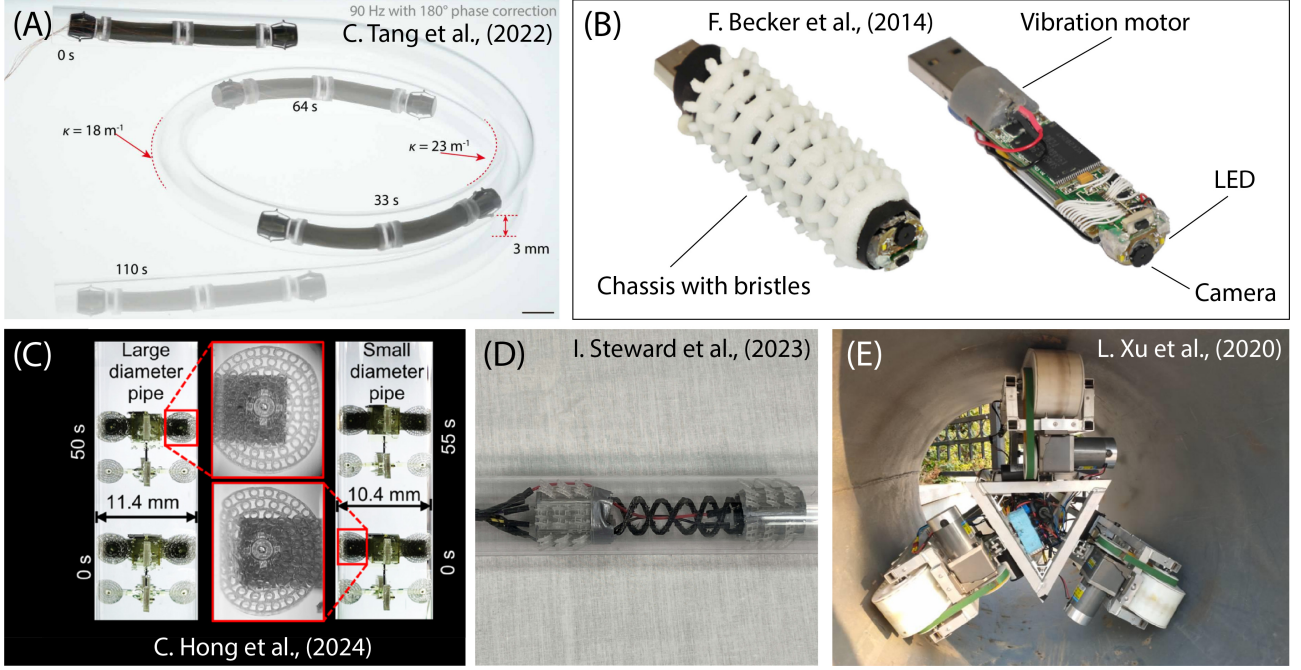 (A)
90 Hz with 180° phase correction
C. Tang et al., (2022)
0 s
64 s
κ = 18 m⁻¹
κ = 23 m⁻¹
33 s
3 mm
110 s
(B)
F. Becker et al., (2014)
Vibration motor
LED
Chassis with bristles
Camera
(C)
Large
diameter
pipe
Small
diameter
pipe
50 s
55 s
11.4 mm
10.4 mm
0 s
0 s
C. Hong et al., (2024)
(D)
I. Steward et al., (2023)
(E)
L. Xu et al., (2020)